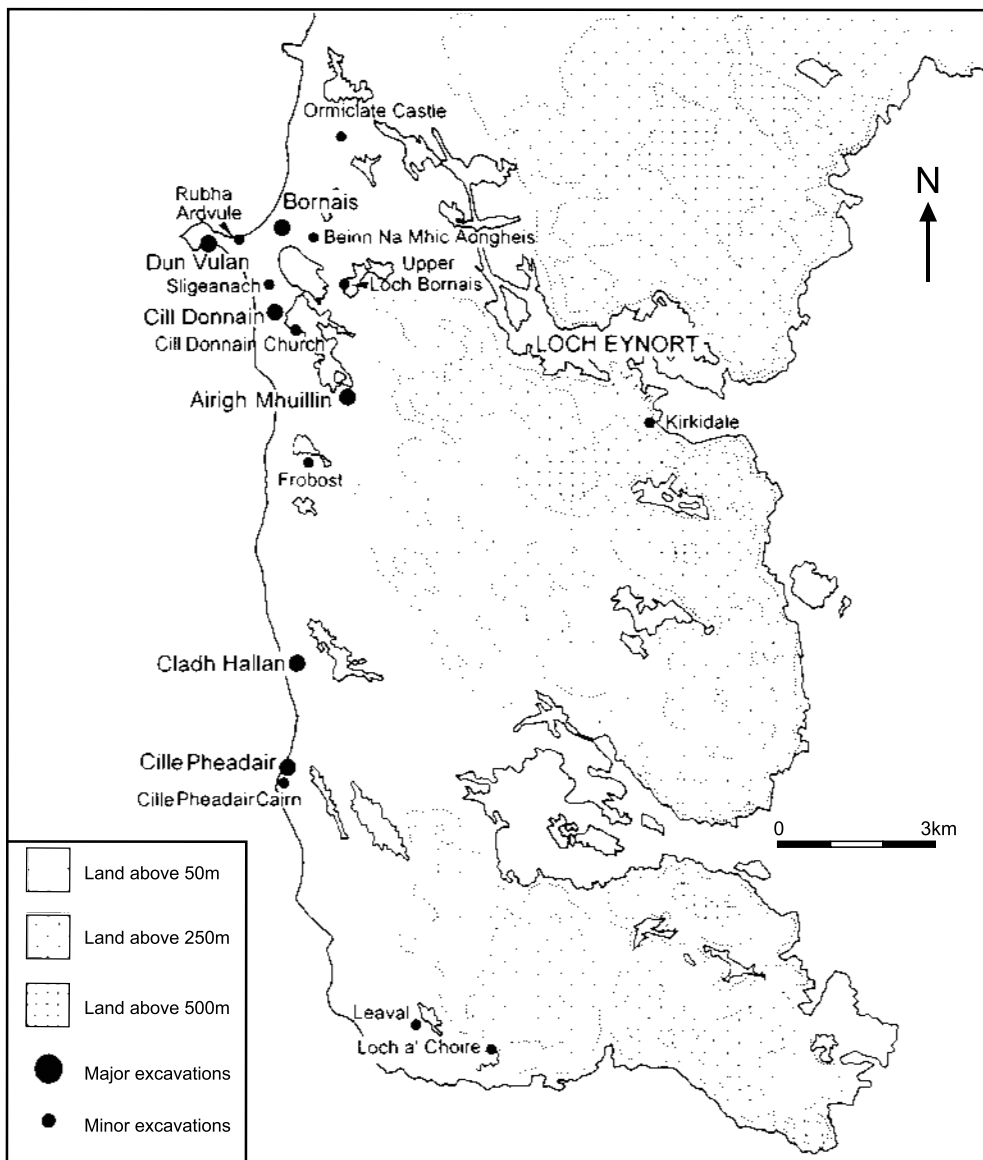 Ormiclate Castle
N
Rubha
Ardvule
Bornais
Beinn Na Mhic Aongheis
Dun Vulan
Upper
Loch Bornais
Sligeanach
Cill Donnain
Cill Donnain Church
LOCH EYNORT
Airigh Mhuillin
Kirkidale
Frobost
Cladh Hallan
Cille Pheadair
Cille Pheadair Cairn
0 3km
Land above 50m
Land above 250m
Land above 500m
Leaval
Loch a' Choire
Major excavations
Minor excavations